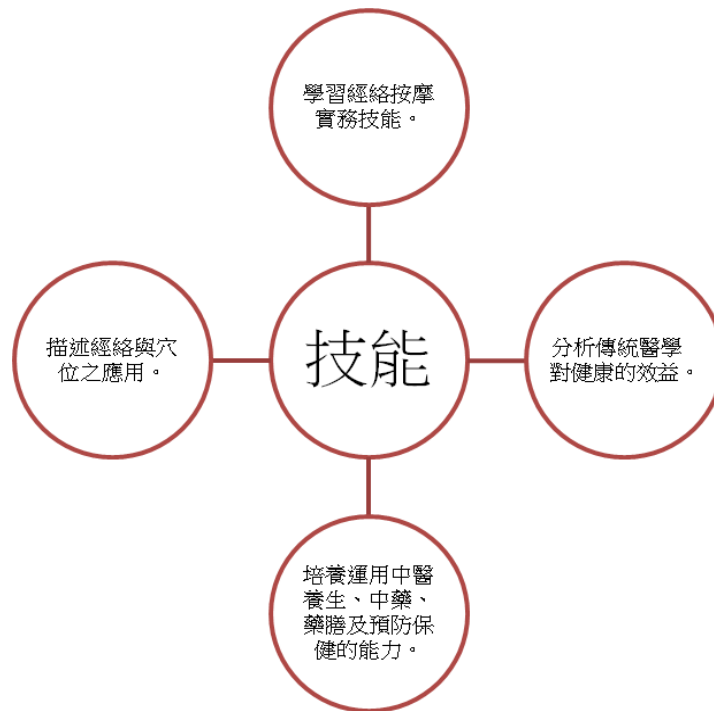 學習經絡按摩
實務技能。
描述經絡與穴
位之應用。
技能
分析傳統醫學
對健康的效益。
培養運用中醫
養生、中藥、
藥膳及預防保
健的能力。